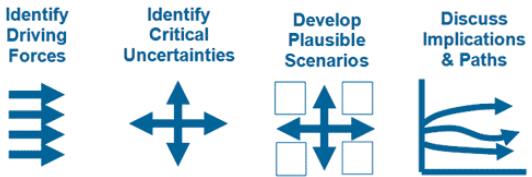 Identify
Driving
Forces
Identify
Critical
Uncertainties
Develop
Plausible
Scenarios
Discuss
Implications
& Paths